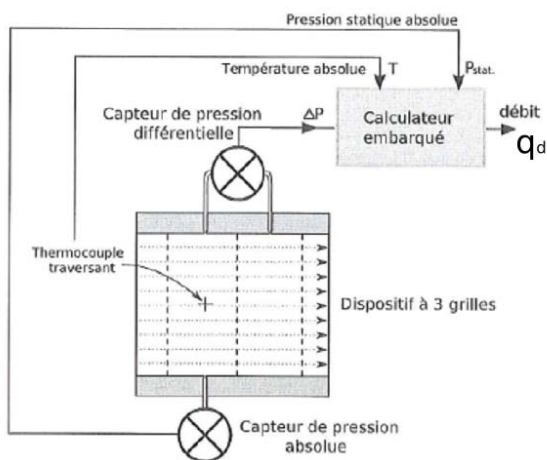 Pression statique absolue
Température absolue
T
Pstat.
Capteur de pression
différentielle
ΔP
Calculateur
embarqué
débit
qd
Thermocouple
traversant
Dispositif à 3 grilles
Capteur de pression
absolue